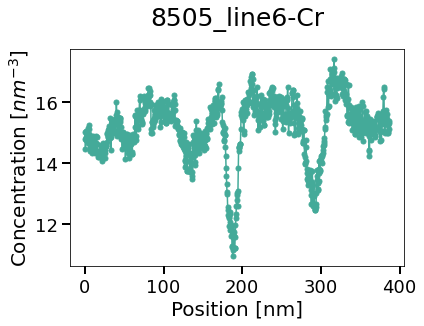 8505_line6-Cr
Concentration [nm⁻³]
16
14
12
0 100 200 300 400
Position [nm]